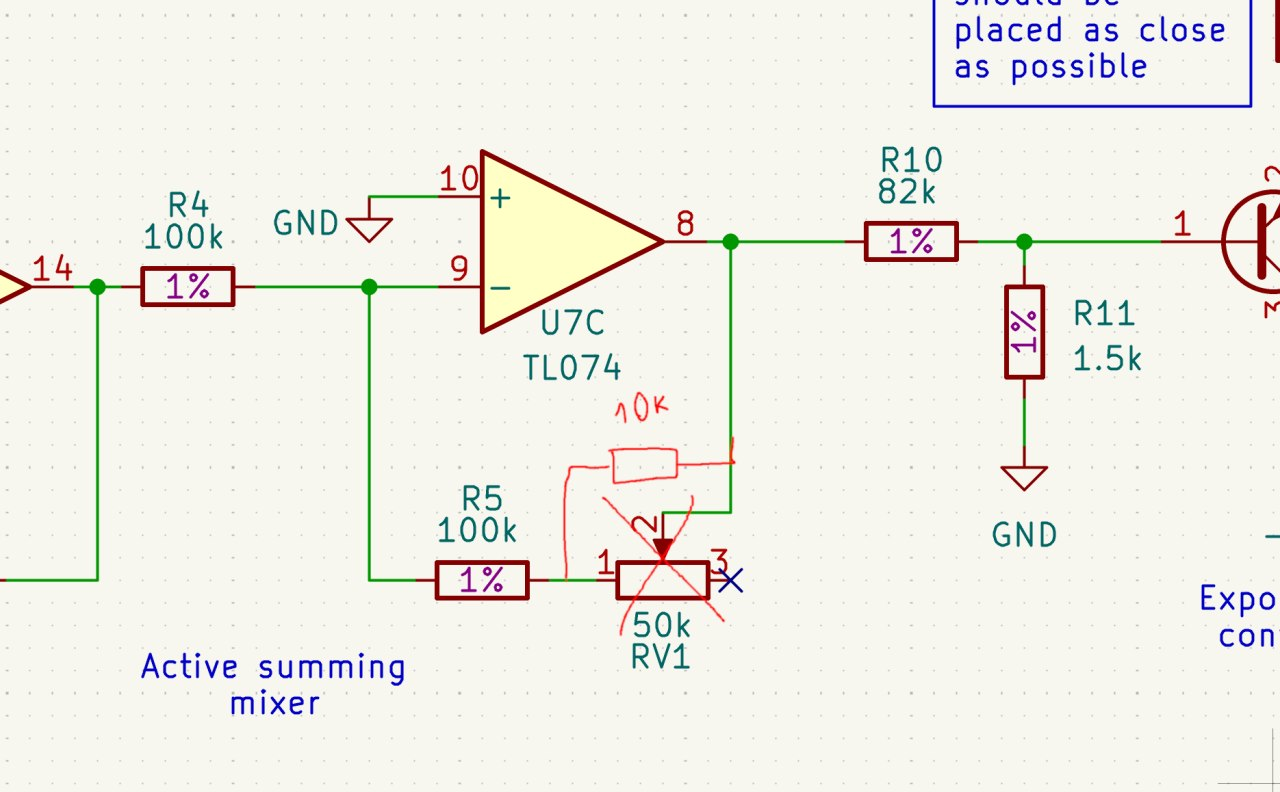 should be
placed as close
as possible
R10
82k
1%
R4
100k
1%
GND
14
10
9
8
1
2
3
U7C
TL074
R11
1.5k
1%
GND
10K
R5
100k
1%
1
2
3
50k
RV1
Active summing
mixer
Expo
con